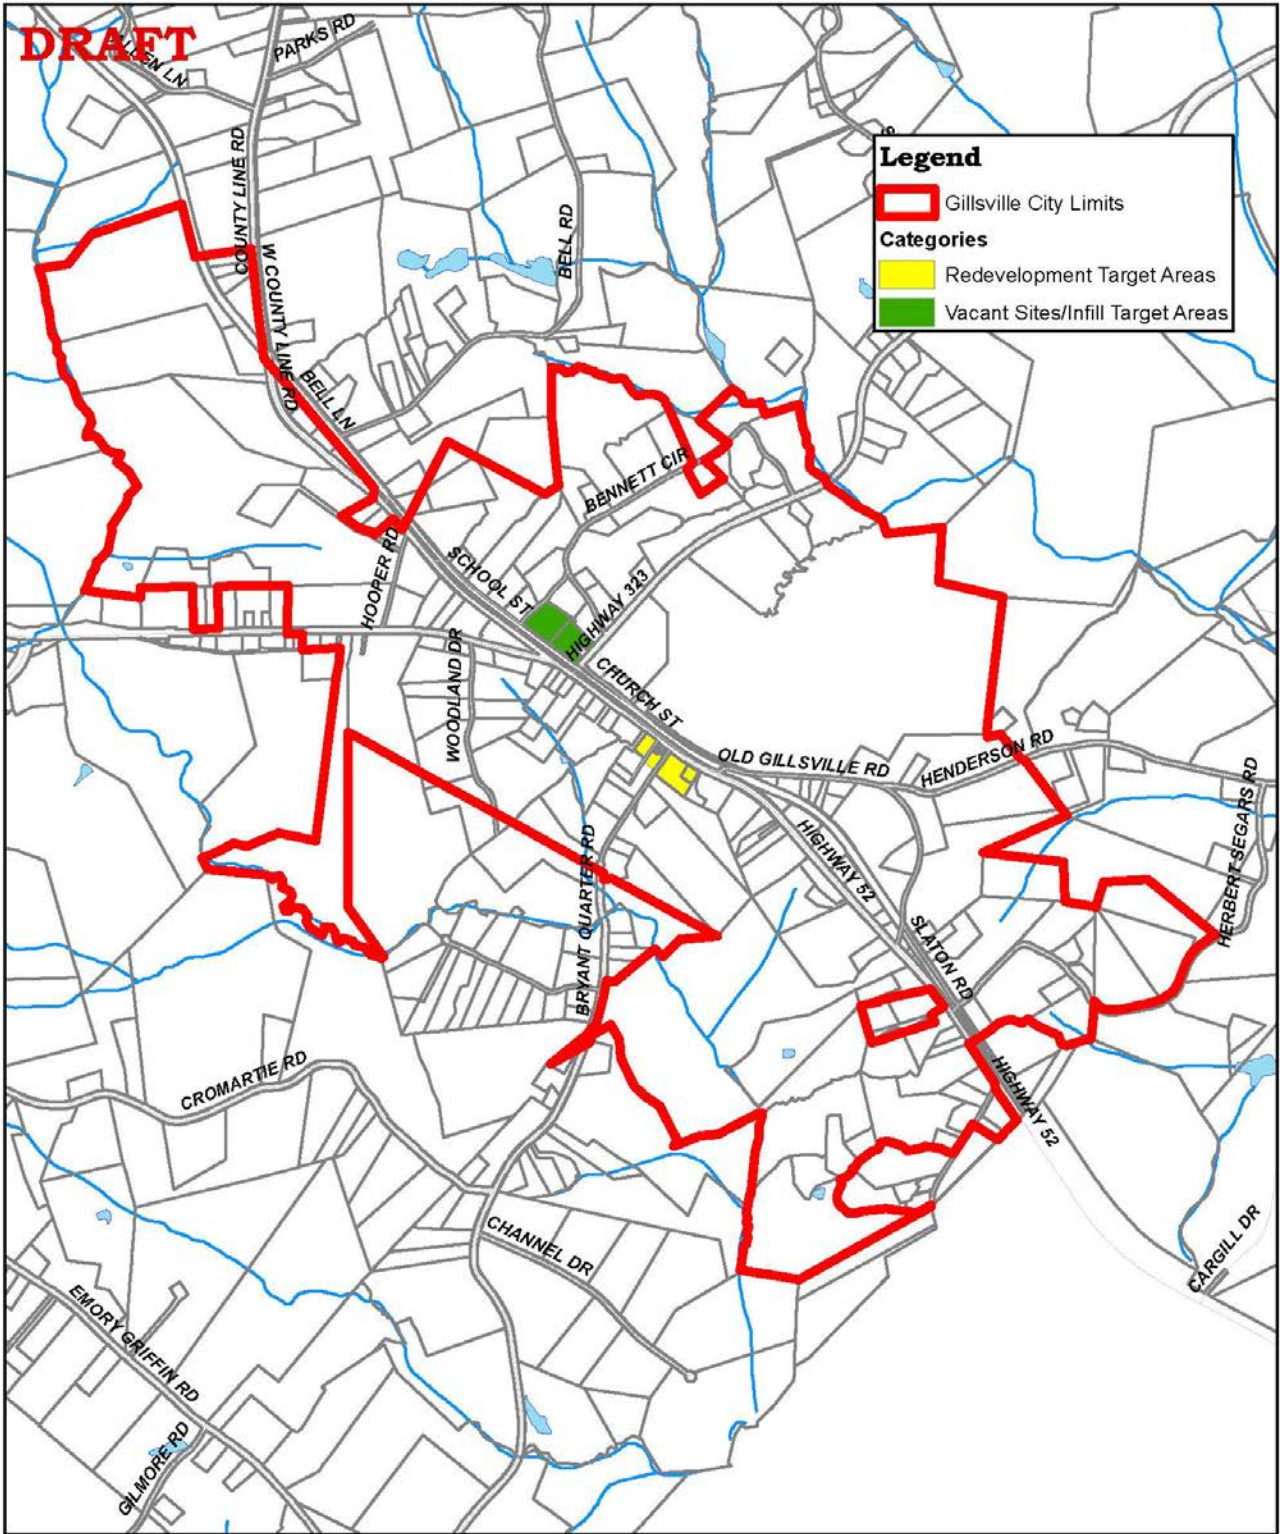 DRAFT
PARKS RD
COUNTY LINE RD
BELL RD
Legend
Gillsville City Limits
Categories
Redevelopment Target Areas
Vacant Sites/Infill Target Areas
W COUNTY LINE RD
BELL LN
BENNETT CIR
HOOPER RD
SCHOOL ST
HIGHWAY 323
WOODLAND DR
CHURCH ST
OLD GILLSVILLE RD
HENDERSON RD
HERBERT SEGARS RD
HIGHWAY 52
BRYANT QUARTER RD
SLATON RD
CROMARTIE RD
HIGHWAY 52
CHANNEL DR
CARGILL DR
EMORY GRIFFIN RD
GILMORE RD